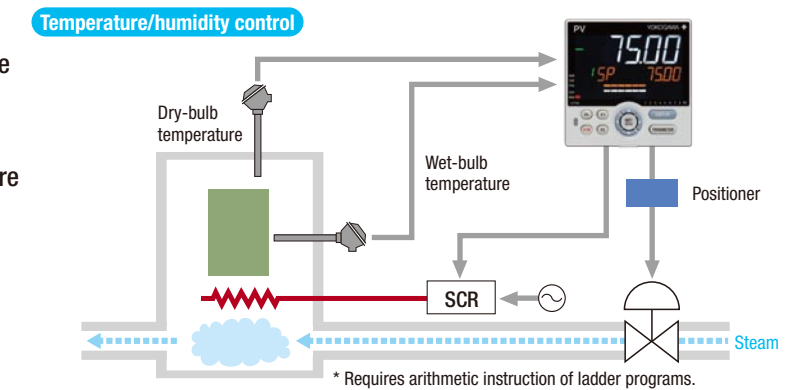 Temperature/humidity control
e
re
PV
YOKOGAWA
75.00
SP 75.00
Dry-bulb
temperature
Wet-bulb
temperature
Positioner
SCR
Steam
* Requires arithmetic instruction of ladder programs.